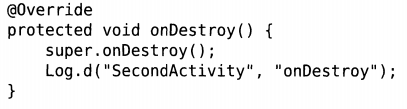 @Override
protected void onDestroy() {
    super.onDestroy();
    Log.d("SecondActivity", "onDestroy");
}